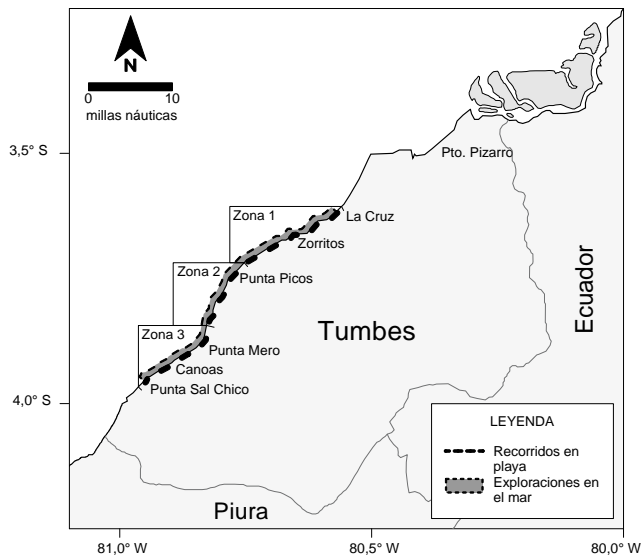 N
0 10
millas náuticas
3,5° S
Pto. Pizarro
Zona 1
La Cruz
Zorritos
Zona 2
Punta Picos
Ecuador
Tumbes
Zona 3
Punta Mero
Canoas
Punta Sal Chico
4,0° S
LEYENDA
Recorridos en
playa
Exploraciones en
el mar
Piura
81,0° W 80,5° W 80,0° W